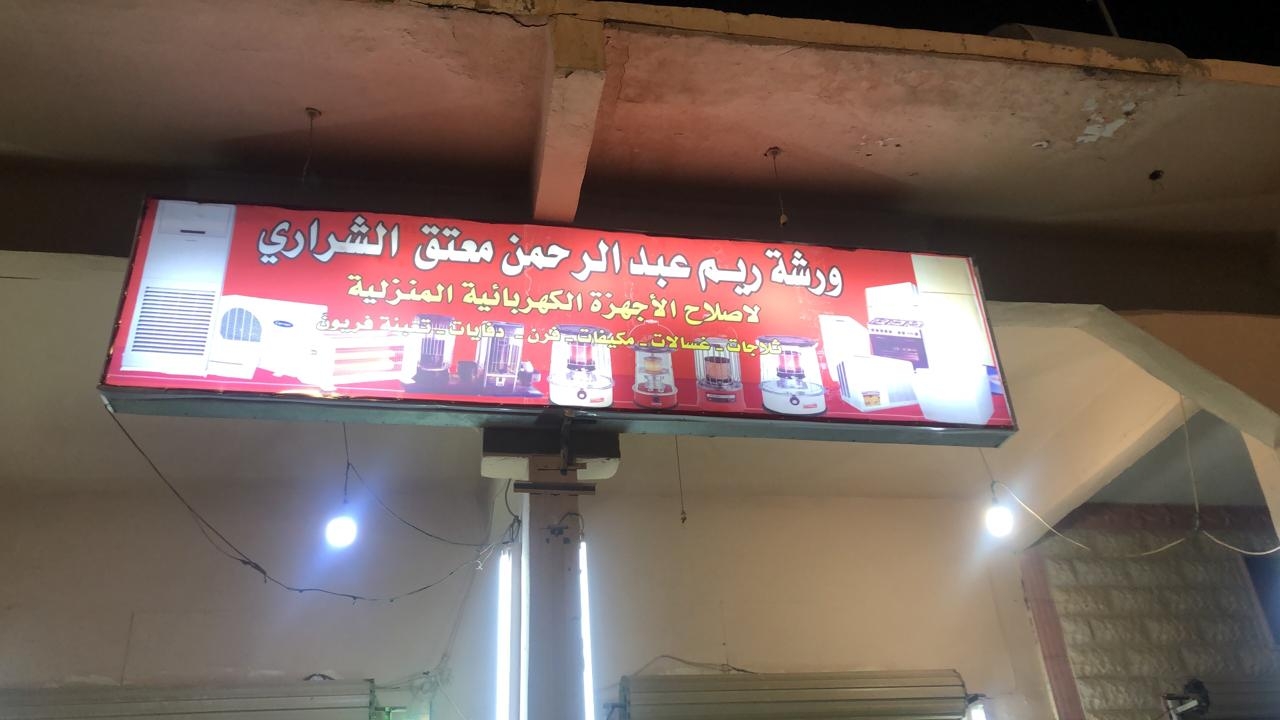 ورشة ريم عبد الرحمن معتق الشراري
لاصلاح الأجهزة الكهربائية المنزلية
ثلاجات - غسالات - مكيفات - فرن - دفايات - تعبئة فريون